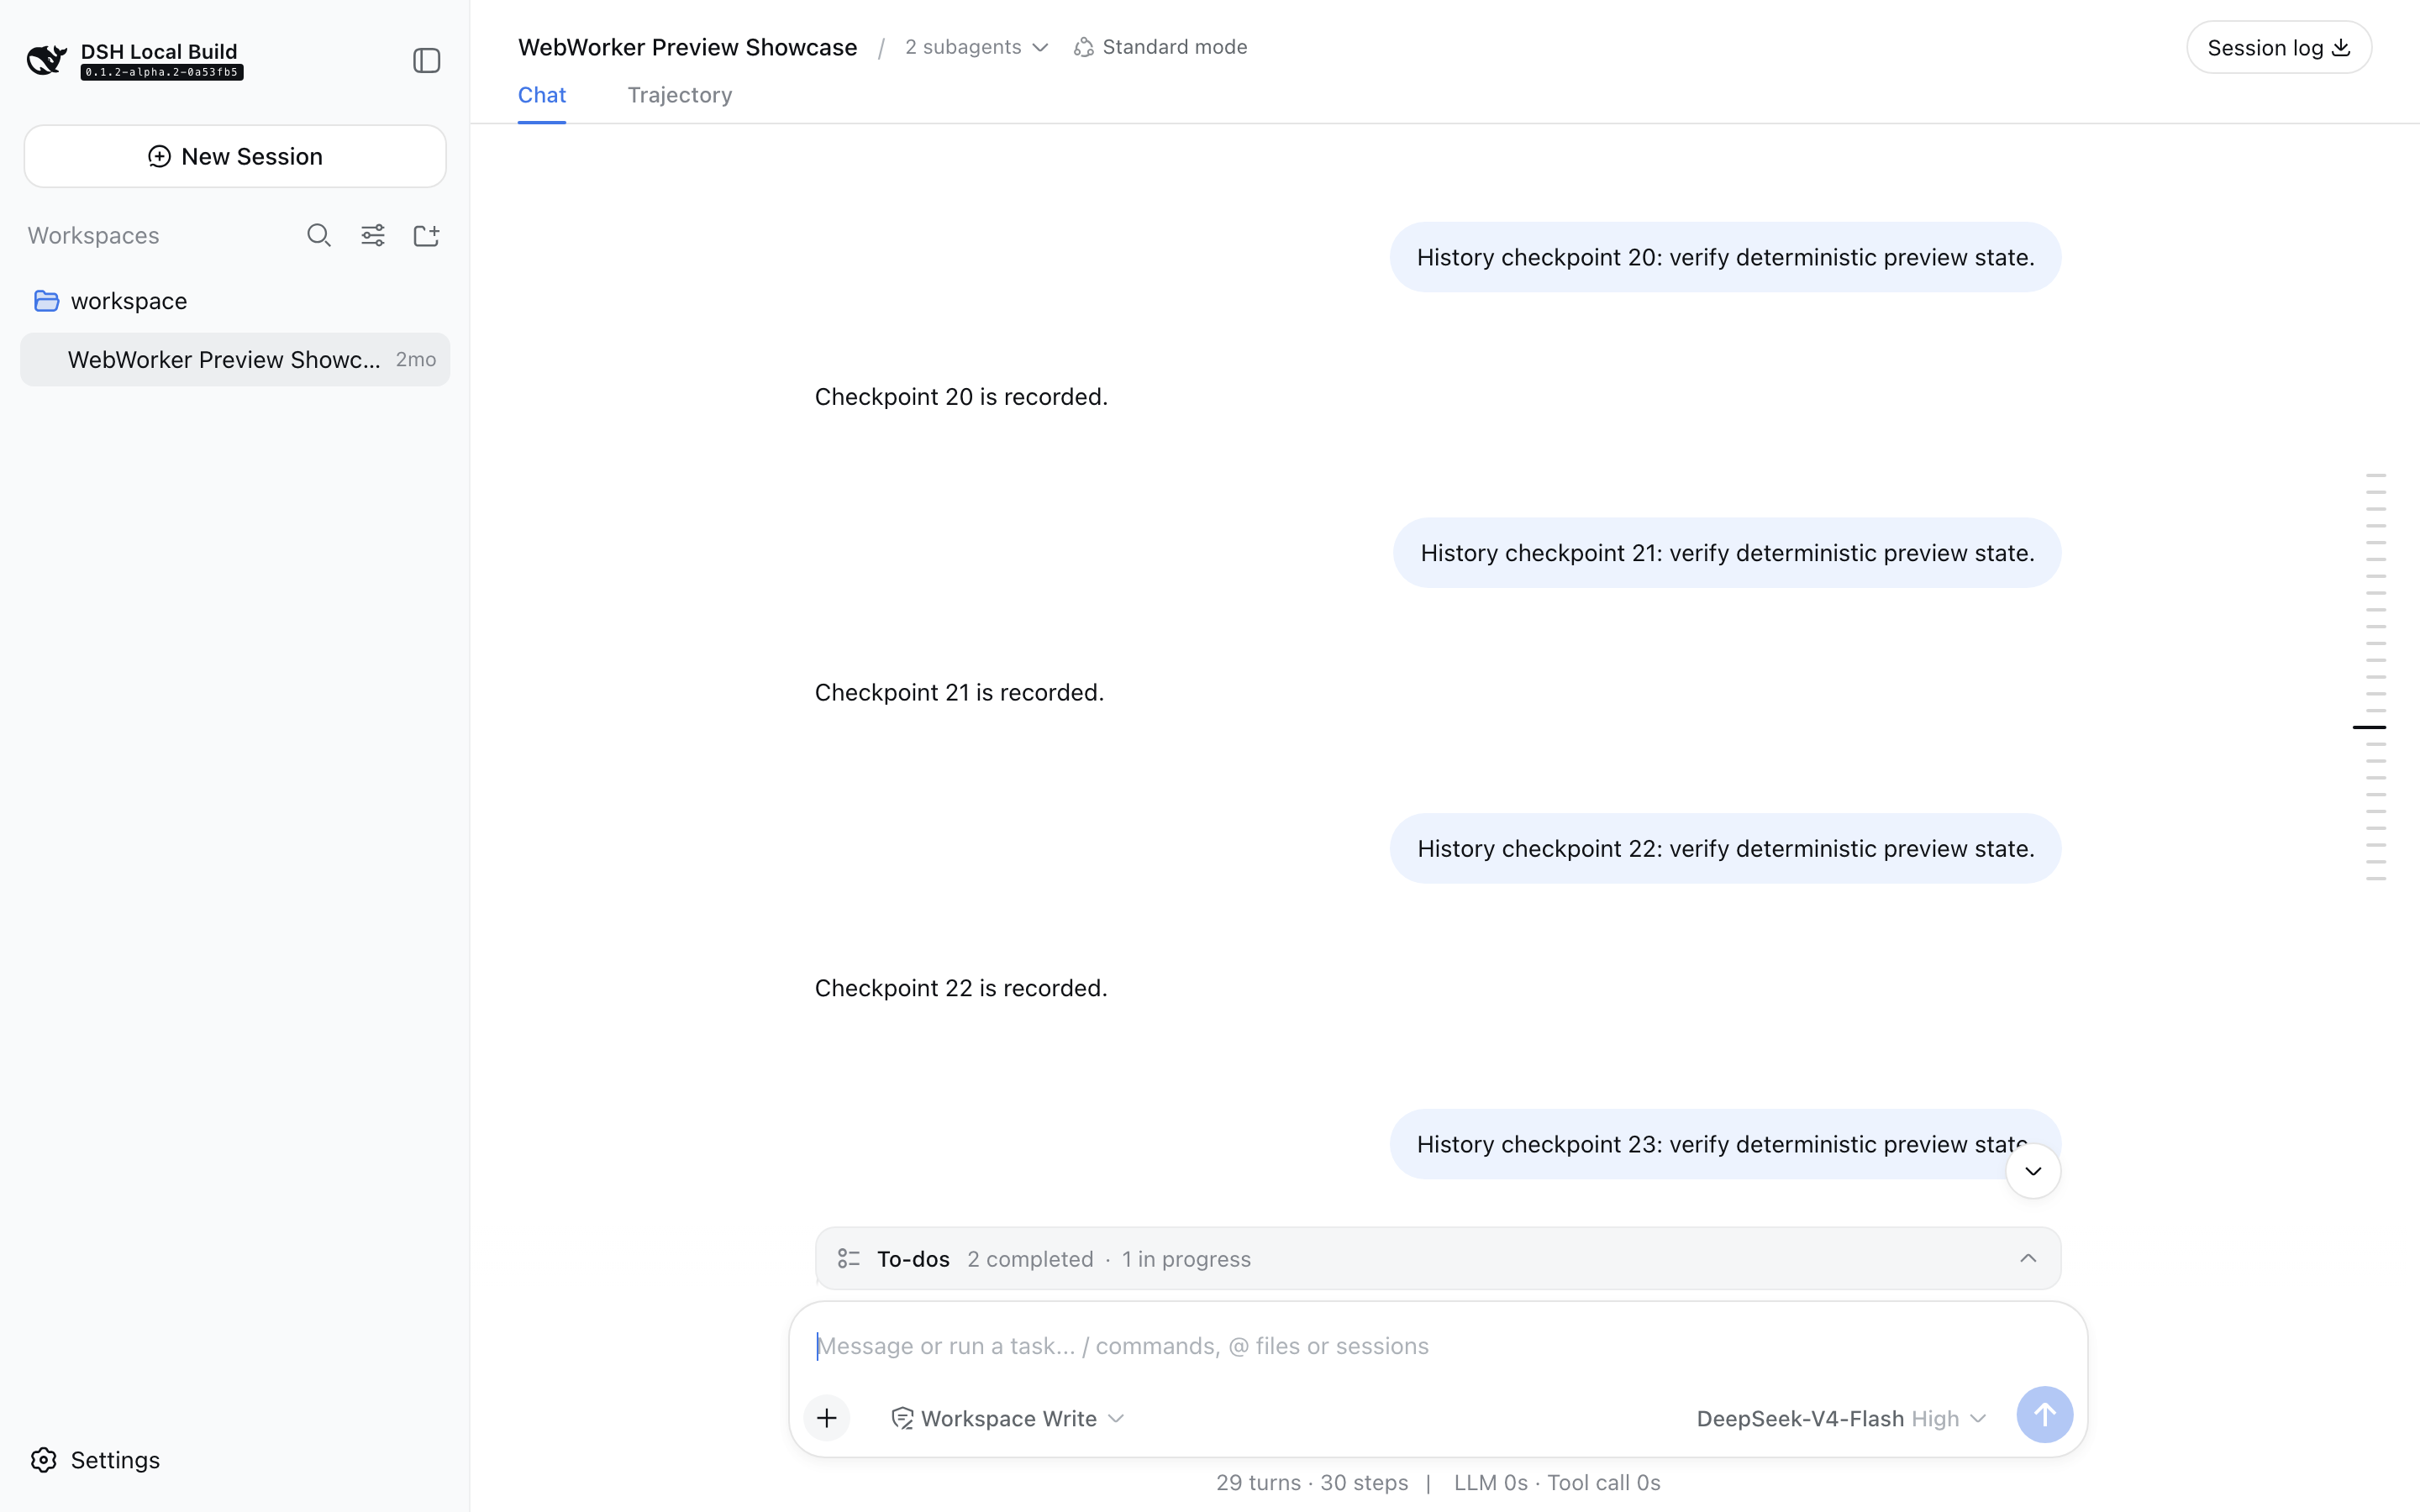 DSH Local Build
0.1.2-alpha.2-0a53fb5
New Session
Workspaces
workspace
WebWorker Preview Showc... 2mo
Settings
WebWorker Preview Showcase / 2 subagents Standard mode
Session log
Chat Trajectory
History checkpoint 20: verify deterministic preview state.
Checkpoint 20 is recorded.
History checkpoint 21: verify deterministic preview state.
Checkpoint 21 is recorded.
History checkpoint 22: verify deterministic preview state.
Checkpoint 22 is recorded.
History checkpoint 23: verify deterministic preview state
To-dos 2 completed · 1 in progress
Message or run a task... / commands, @ files or sessions
Workspace Write DeepSeek-V4-Flash High
29 turns · 30 steps | LLM 0s · Tool call 0s